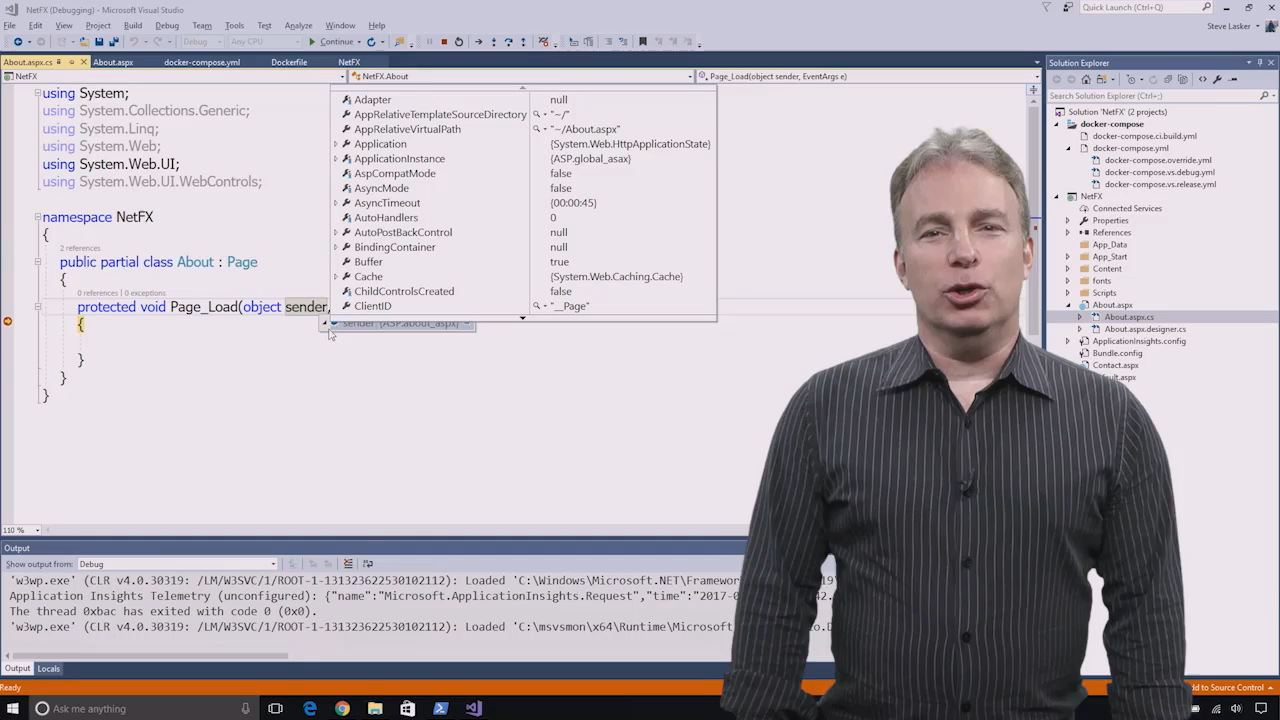 NetFX (Debugging) - Microsoft Visual Studio
Quick Launch (Ctrl+Q)
File Edit View Project Build Debug Team Tools Test Analyze Window Help
Steve Lasker
Debug Any CPU Continue
About.aspx.cs About.aspx docker-compose.yml Dockerfile NetFX
NetFX NetFX.About Page_Load(object sender, EventArgs e)
using System;
using System.Collections.Generic;
using System.Linq;
using System.Web;
using System.Web.UI;
using System.Web.UI.WebControls;
namespace NetFX
{
2 references
public partial class About : Page
{
0 references | 0 exceptions
protected void Page_Load(object sender,
{
}
}
}
Adapter null
AppRelativeTemplateSourceDirectory "~/"
AppRelativeVirtualPath "~/About.aspx"
Application {System.Web.HttpApplicationState}
ApplicationInstance {ASP.global_asax}
AspCompatMode false
AsyncMode false
AsyncTimeout {00:00:45}
AutoHandlers 0
AutoPostBackControl null
BindingContainer null
Buffer true
Cache {System.Web.Caching.Cache}
ChildControlsCreated false
ClientID "__Page"
sender {ASP.about_aspx}
Solution Explorer
Search Solution Explorer (Ctrl+;)
Solution 'NetFX' (2 projects)
docker-compose
docker-compose.ci.build.yml
docker-compose.yml
docker-compose.override.yml
docker-compose.vs.debug.yml
docker-compose.vs.release.yml
NetFX
Connected Services
Properties
References
App_Data
App_Start
Content
fonts
Scripts
About.aspx
About.aspx.cs
About.aspx.designer.cs
ApplicationInsights.config
Bundle.config
Contact.aspx
110 %
Output
Show output from: Debug
'w3wp.exe' (CLR v4.0.30319: /LM/W3SVC/1/ROOT-1-131323622530102112): Loaded 'C:\Windows\Microsoft.NET\Framew
Application Insights Telemetry (unconfigured): {"name":"Microsoft.ApplicationInsights.Request","time":"2017-0
The thread 0xbac has exited with code 0 (0x0).
'w3wp.exe' (CLR v4.0.30319: /LM/W3SVC/1/ROOT-1-131323622530102112): Loaded 'C:\msvsmon\x64\Runtime\Microso
Output Locals
Ready
dd to Source Control
Ask me anything